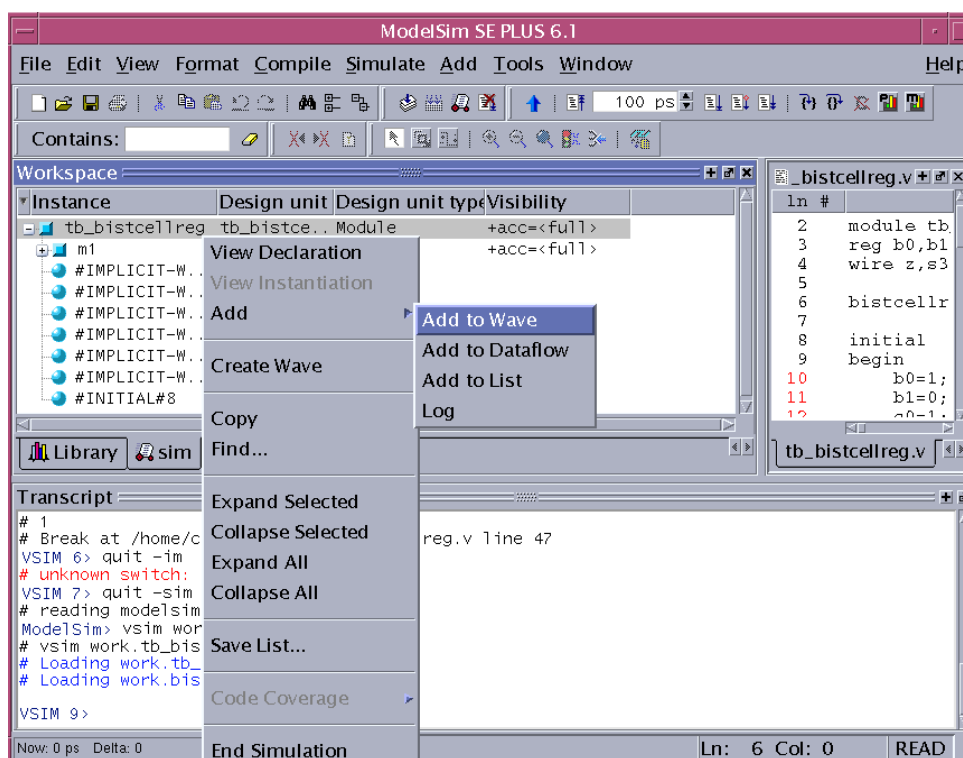 ModelSim SE PLUS 6.1
File Edit View Format Compile Simulate Add Tools Window Help
100 ps
Contains:
Workspace
Instance Design unit Design unit type Visibility
tb_bistcellreg tb_bistce.. Module +acc=<full>
m1 +acc=<full>
#IMPLICIT-W..
#IMPLICIT-W..
#IMPLICIT-W..
#IMPLICIT-W..
#IMPLICIT-W..
#IMPLICIT-W..
#INITIAL#8
Library sim
View Declaration
View Instantiation
Add
Create Wave
Copy
Find...
Expand Selected
Collapse Selected
Expand All
Collapse All
Save List...
Code Coverage
End Simulation
Add to Wave
Add to Dataflow
Add to List
Log
_bistcellreg.v
ln #
2 module tb_
3 reg b0,b1
4 wire z,s3
5
6 bistcellr
7
8 initial
9 begin
10 b0=1;
11 b1=0;
12
tb_bistcellreg.v
Transcript
# 1
# Break at /home/c reg.v line 47
VSIM 6> quit -im
# unknown switch:
VSIM 7> quit -sim
# reading modelsim
ModelSim> vsim wor
# vsim work.tb_bis
# Loading work.tb_
# Loading work.bis
VSIM 9>
Now: 0 ps Delta: 0 Ln: 6 Col: 0 READ